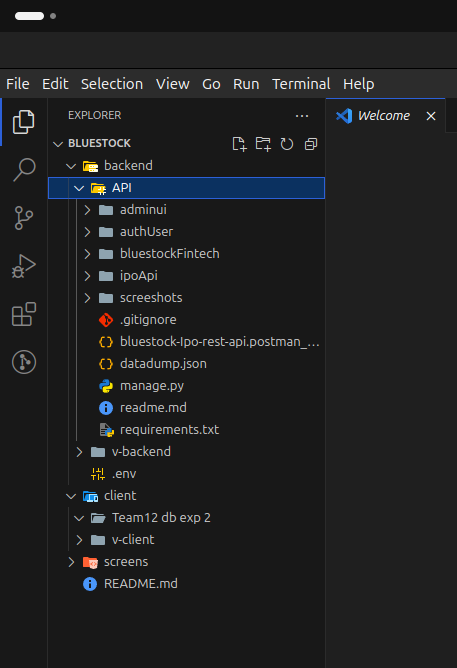 File Edit Selection View Go Run Terminal Help
EXPLORER ···
Welcome
BLUESTOCK
backend
API
adminui
authUser
bluestockFintech
ipoApi
screeshots
.gitignore
bluestock-Ipo-rest-api.postman_...
datadump.json
manage.py
readme.md
requirements.txt
v-backend
.env
client
Team12 db exp 2
v-client
screens
README.md